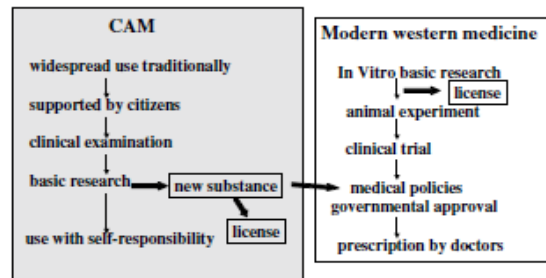 CAM
widespread use traditionally
supported by citizens
clinical examination
basic research
new substance
license
use with self-responsibility
Modern western medicine
In Vitro basic research
license
animal experiment
clinical trial
medical policies
governmental approval
prescription by doctors